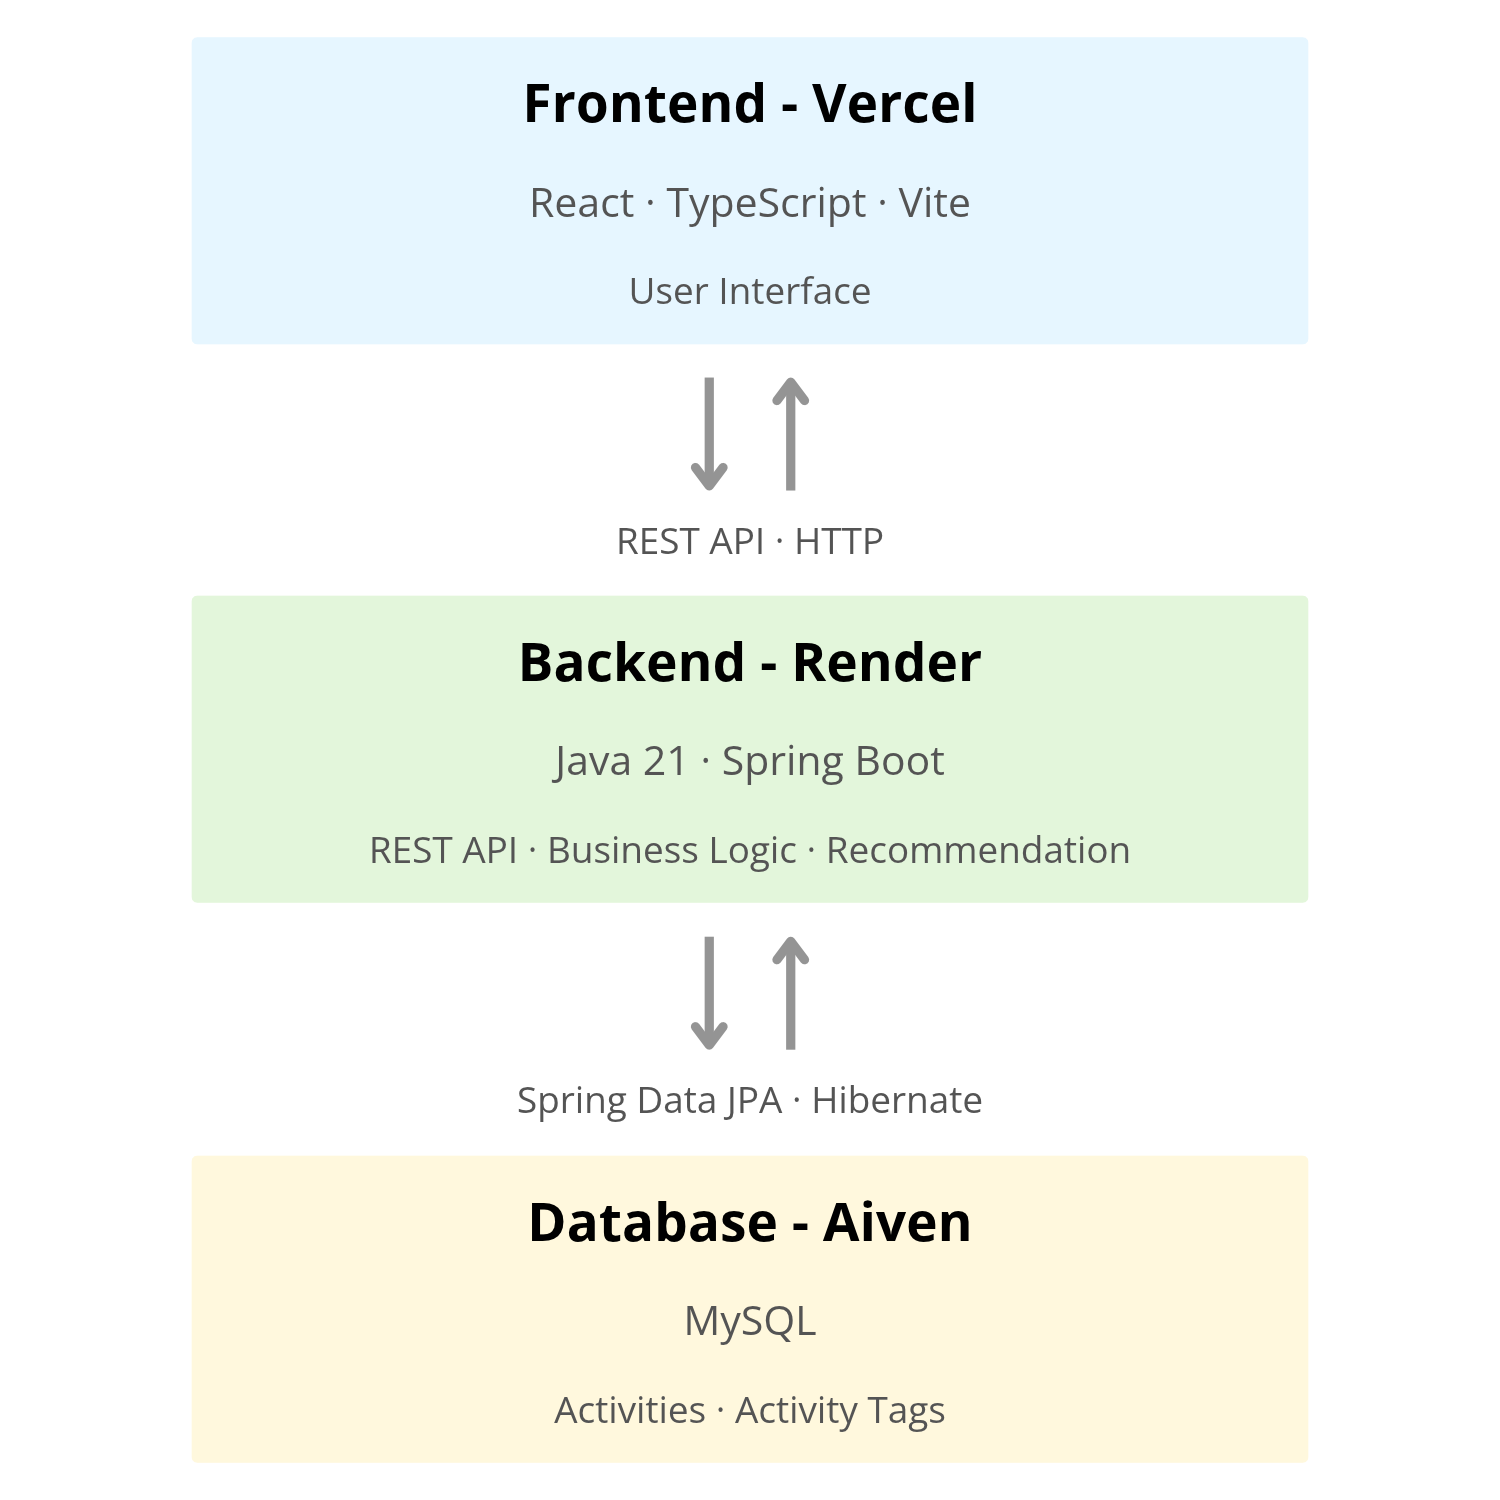 Frontend - Vercel
React · TypeScript · Vite
User Interface
REST API · HTTP
Backend - Render
Java 21 · Spring Boot
REST API · Business Logic · Recommendation
Spring Data JPA · Hibernate
Database - Aiven
MySQL
Activities · Activity Tags